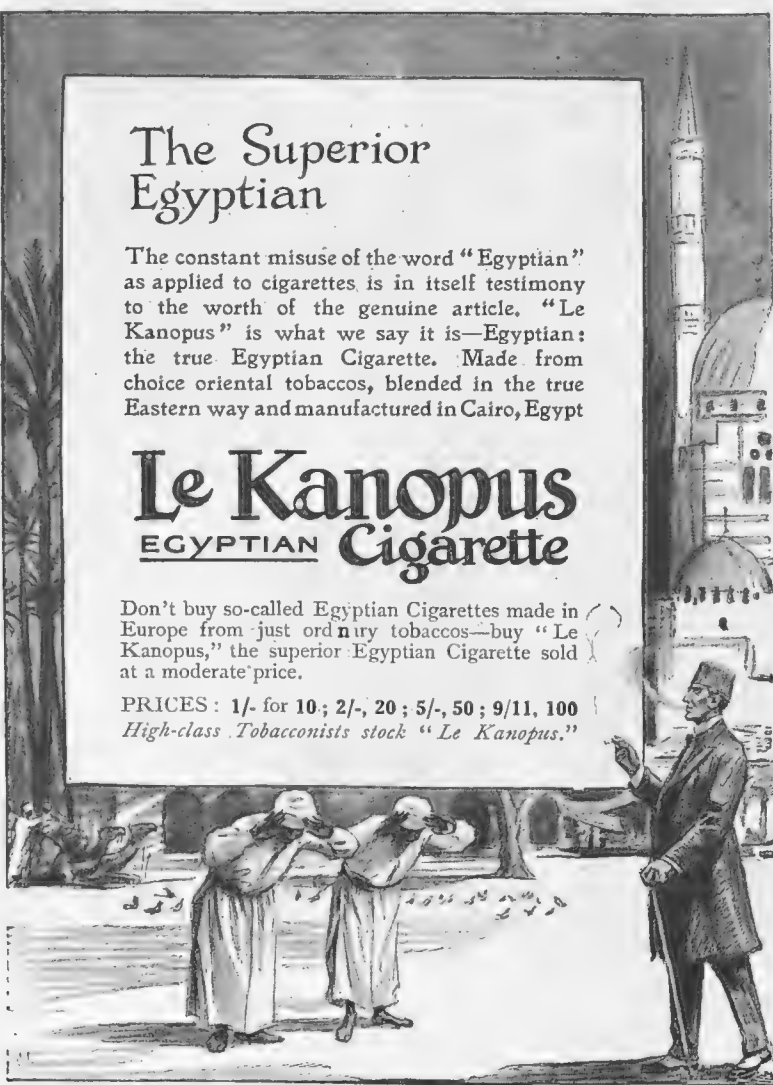 The Superior
Egyptian
The constant misuse of the word “Egyptian”
as applied to cigarettes is in itself testimony
to the worth of the genuine article. “Le
Kanopus” is what we say it is—Egyptian:
the true Egyptian Cigarette. Made from
choice oriental tobaccos, blended in the true
Eastern way and manufactured in Cairo, Egypt
Le Kanopus
EGYPTIAN Cigarette
Don't buy so-called Egyptian Cigarettes made in
Europe from just ord nıry tobaccos—buy “Le
Kanopus,” the superior Egyptian Cigarette sold
at a moderate price.
PRICES : 1/- for 10 ; 2/-, 20 ; 5/-, 50 ; 9/11, 100
High-class Tobacconists stock “Le Kanopus.”